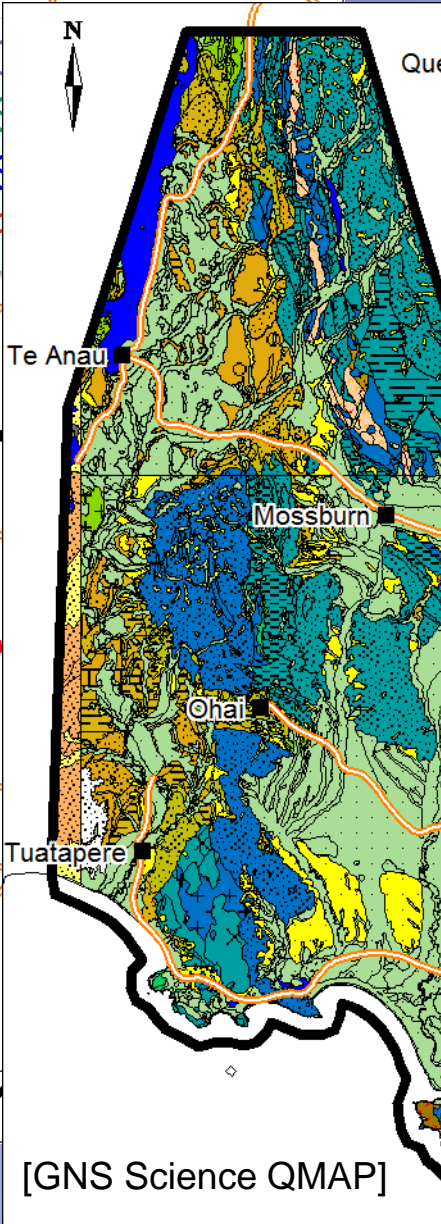 N
Que
Te Anau
Mossburn
Ohai
Tuatapere
[GNS Science QMAP]